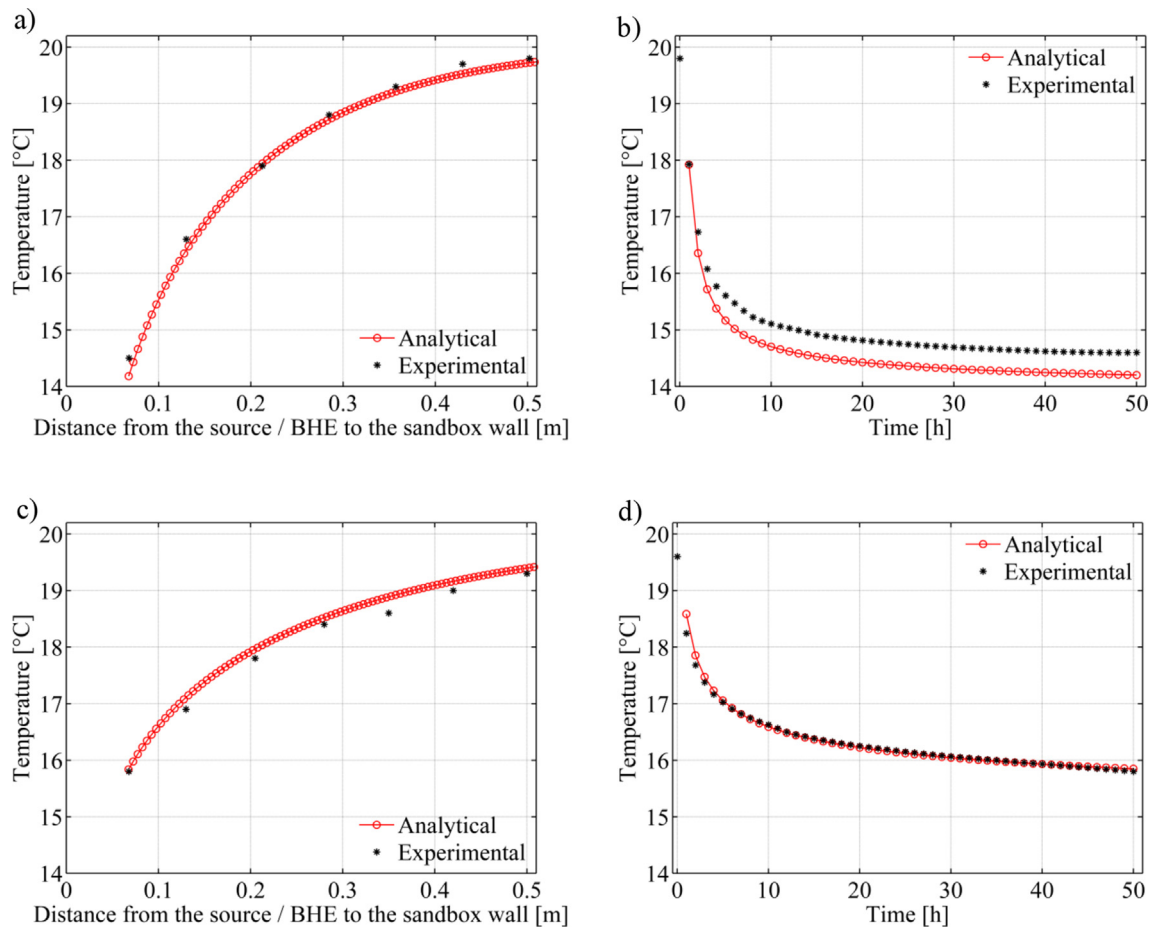 a)
20
19
18
17
16
15
14
Temperature [°C]
Analytical
Experimental
0 0.1 0.2 0.3 0.4 0.5
Distance from the source / BHE to the sandbox wall [m]
b)
20
19
18
17
16
15
14
Temperature [°C]
Analytical
Experimental
0 10 20 30 40 50
Time [h]
c)
20
19
18
17
16
15
14
Temperature [°C]
Analytical
Experimental
0 0.1 0.2 0.3 0.4 0.5
Distance from the source / BHE to the sandbox wall [m]
d)
20
19
18
17
16
15
14
Temperature [°C]
Analytical
Experimental
0 10 20 30 40 50
Time [h]